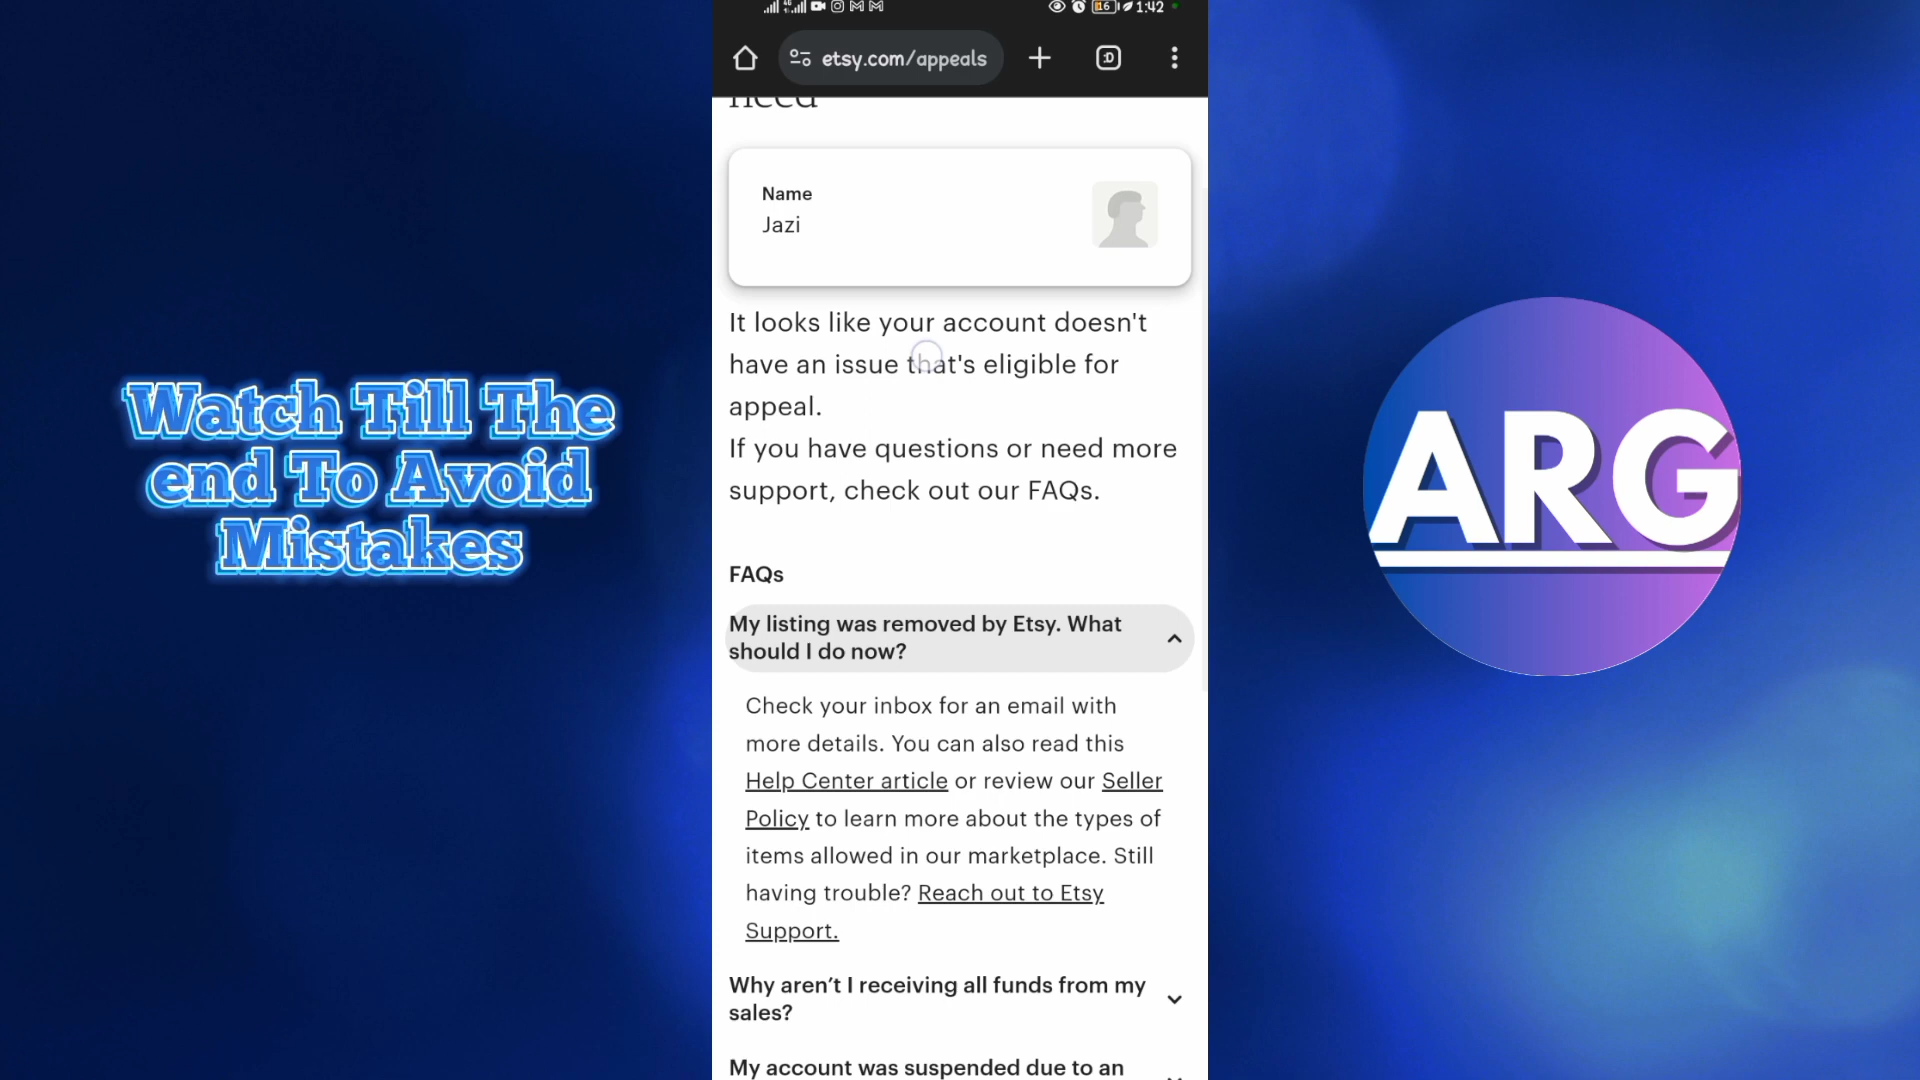 Watch Till The
end To Avoid
Mistakes
16 1:42
etsy.com/appeals
:D
need
Name
Jazi
It looks like your account doesn't
have an issue that's eligible for
appeal.
If you have questions or need more
support, check out our FAQs.
FAQs
My listing was removed by Etsy. What
should I do now?
Check your inbox for an email with
more details. You can also read this
Help Center article or review our Seller
Policy to learn more about the types of
items allowed in our marketplace. Still
having trouble? Reach out to Etsy
Support.
Why aren’t I receiving all funds from my
sales?
My account was suspended due to an
ARG